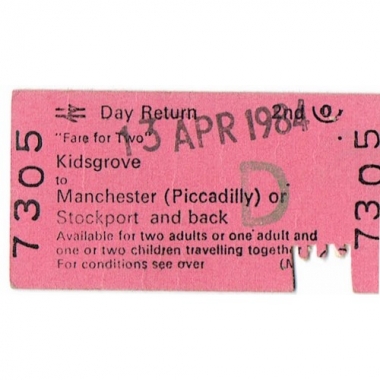 Day Return 2nd
"Fare for Two"
13 APR 1984
Kidsgrove
to
Manchester (Piccadilly) or
Stockport and back
D
Available for two adults or one adult and
one or two children travelling together
For conditions see over (M
7305
7305